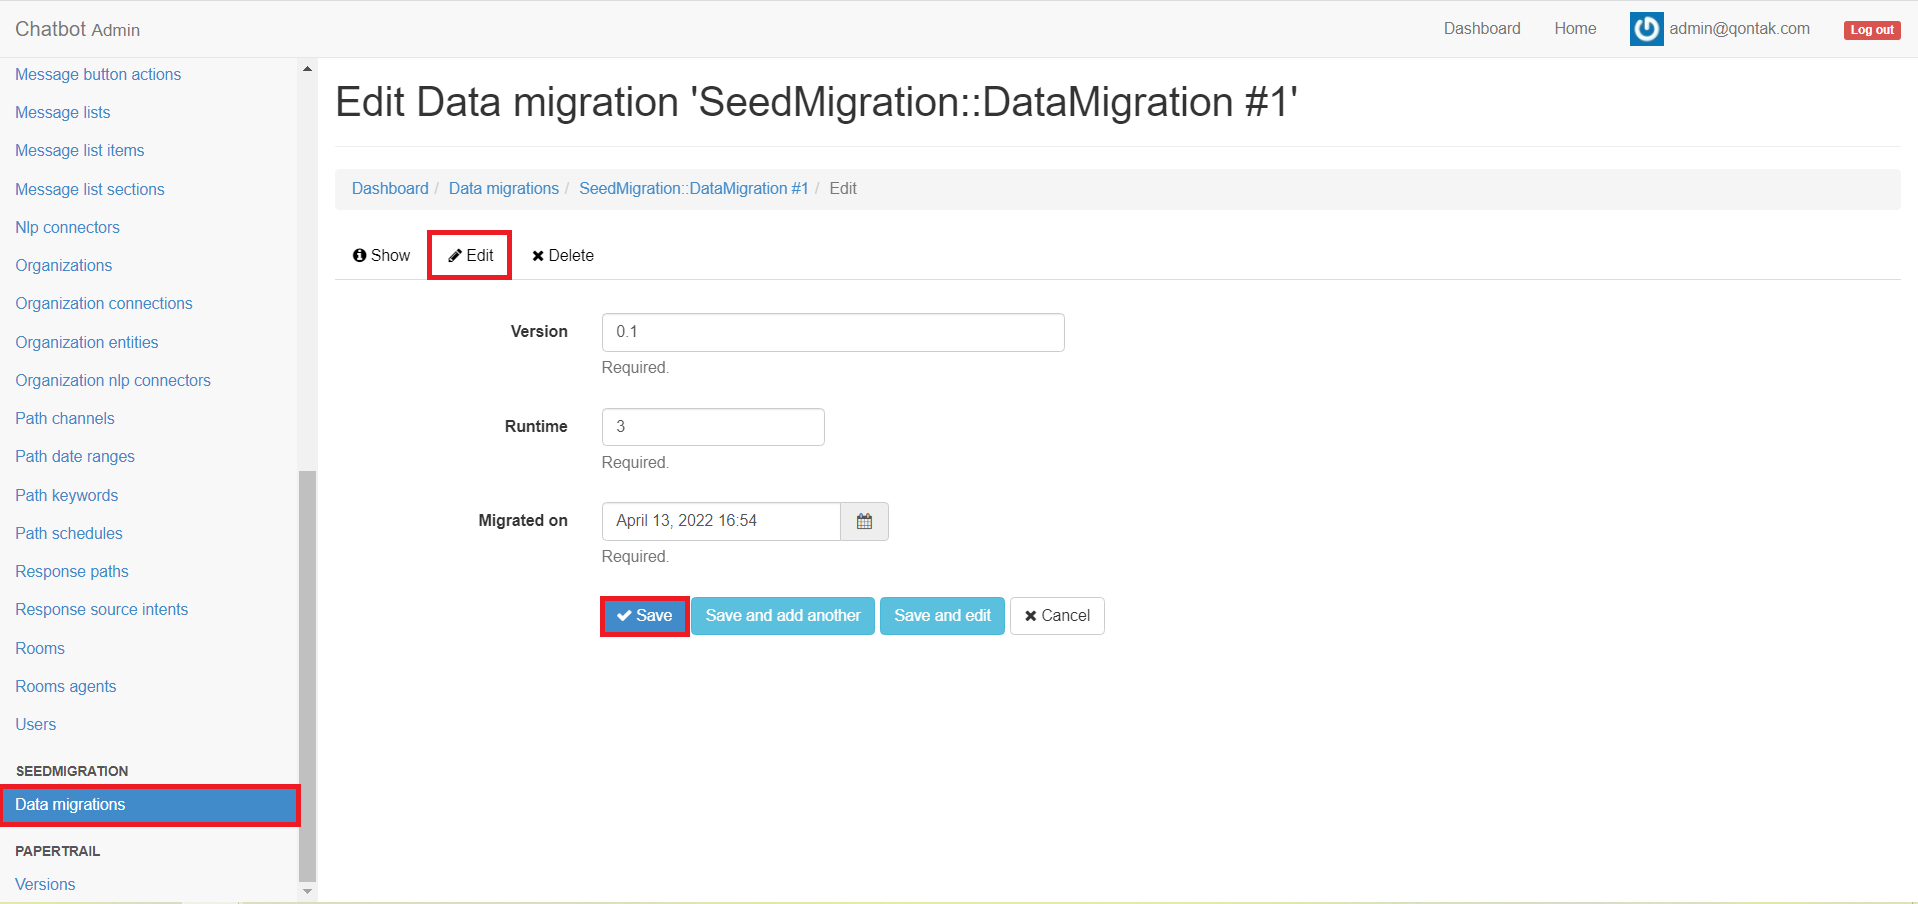 Chatbot Admin
Dashboard
Home
admin@qontak.com
Log out
Message button actions
Message lists
Message list items
Message list sections
Nlp connectors
Organizations
Organization connections
Organization entities
Organization nlp connectors
Path channels
Path date ranges
Path keywords
Path schedules
Response paths
Response source intents
Rooms
Rooms agents
Users
SEEDMIGRATION
Data migrations
PAPERTRAIL
Versions
Edit Data migration 'SeedMigration::DataMigration #1'
Dashboard / Data migrations / SeedMigration::DataMigration #1 / Edit
Show
Edit
Delete
Version
0.1
Required.
Runtime
3
Required.
Migrated on
April 13, 2022 16:54
Required.
Save
Save and add another
Save and edit
Cancel